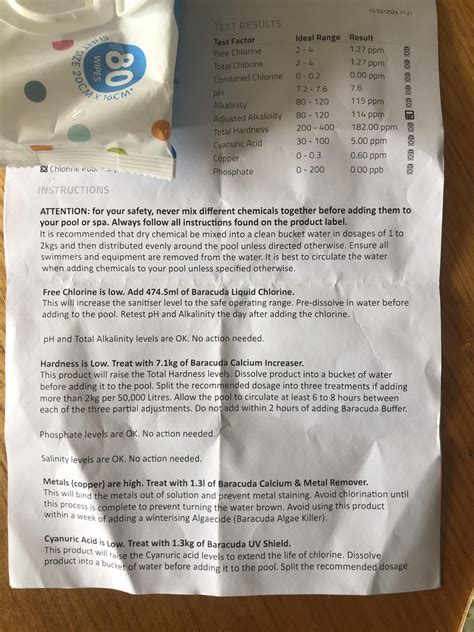 15/03/2024 11:21
TEST RESULTS
Test Factor Ideal Range Result
Free Chlorine 2 - 4 1.27 ppm
Total Chlorine 2 - 4 1.27 ppm
Combined Chlorine 0 - 0.2 0.00 ppm
pH 7.2 - 7.6 7.6
Alkalinity 80 - 120 115 ppm
Adjusted Alkalinity 80 - 120 114 ppm
Total Hardness 200 - 400 182.00 ppm
Cyanuric Acid 30 - 100 5.00 ppm
Copper 0 - 0.3 0.60 ppm
Phosphate 0 - 200 0.00 ppb
80
WIPES
SHEET SIZE 20CM X 16CM*
Chlorine
INSTRUCTIONS
ATTENTION: for your safety, never mix different chemicals together before adding them to
your pool or spa. Always follow all instructions found on the product label.
It is recommended that dry chemical be mixed into a clean bucket water in dosages of 1 to
2kgs and then distributed evenly around the pool unless directed otherwise. Ensure all
swimmers and equipment are removed from the water. It is best to circulate the water
when adding chemicals to your pool unless specified otherwise.
Free Chlorine is low. Add 474.5ml of Baracuda Liquid Chlorine.
This will increase the sanitiser level to the safe operating range. Pre-dissolve in water before
adding to the pool. Retest pH and Alkalinity the day after adding the chlorine.
pH and Total Alkalinity levels are OK. No action needed.
Hardness is Low. Treat with 7.1kg of Baracuda Calcium Increaser.
This product will raise the Total Hardness levels. Dissolve product into a bucket of water
before adding it to the pool. Split the recommended dosage into three treatments if adding
more than 2kg per 50,000 Litres. Allow the pool to circulate at least 6 to 8 hours between
each of the three partial adjustments. Do not add within 2 hours of adding Baracuda Buffer.
Phosphate levels are OK. No action needed.
Salinity levels are OK. No action needed.
Metals (copper) are high. Treat with 1.3l of Baracuda Calcium & Metal Remover.
This will bind the metals out of solution and prevent metal staining. Avoid chlorination until
this process is complete to prevent turning the water brown. Avoid using this product
within a week of adding a winterising Algaecide (Baracuda Algae Killer).
Cyanuric Acid is Low. Treat with 1.3kg of Baracuda UV Shield.
This product will raise the Cyanuric acid levels to extend the life of chlorine. Dissolve
product into a bucket of water before adding it to the pool. Split the recommended dosage